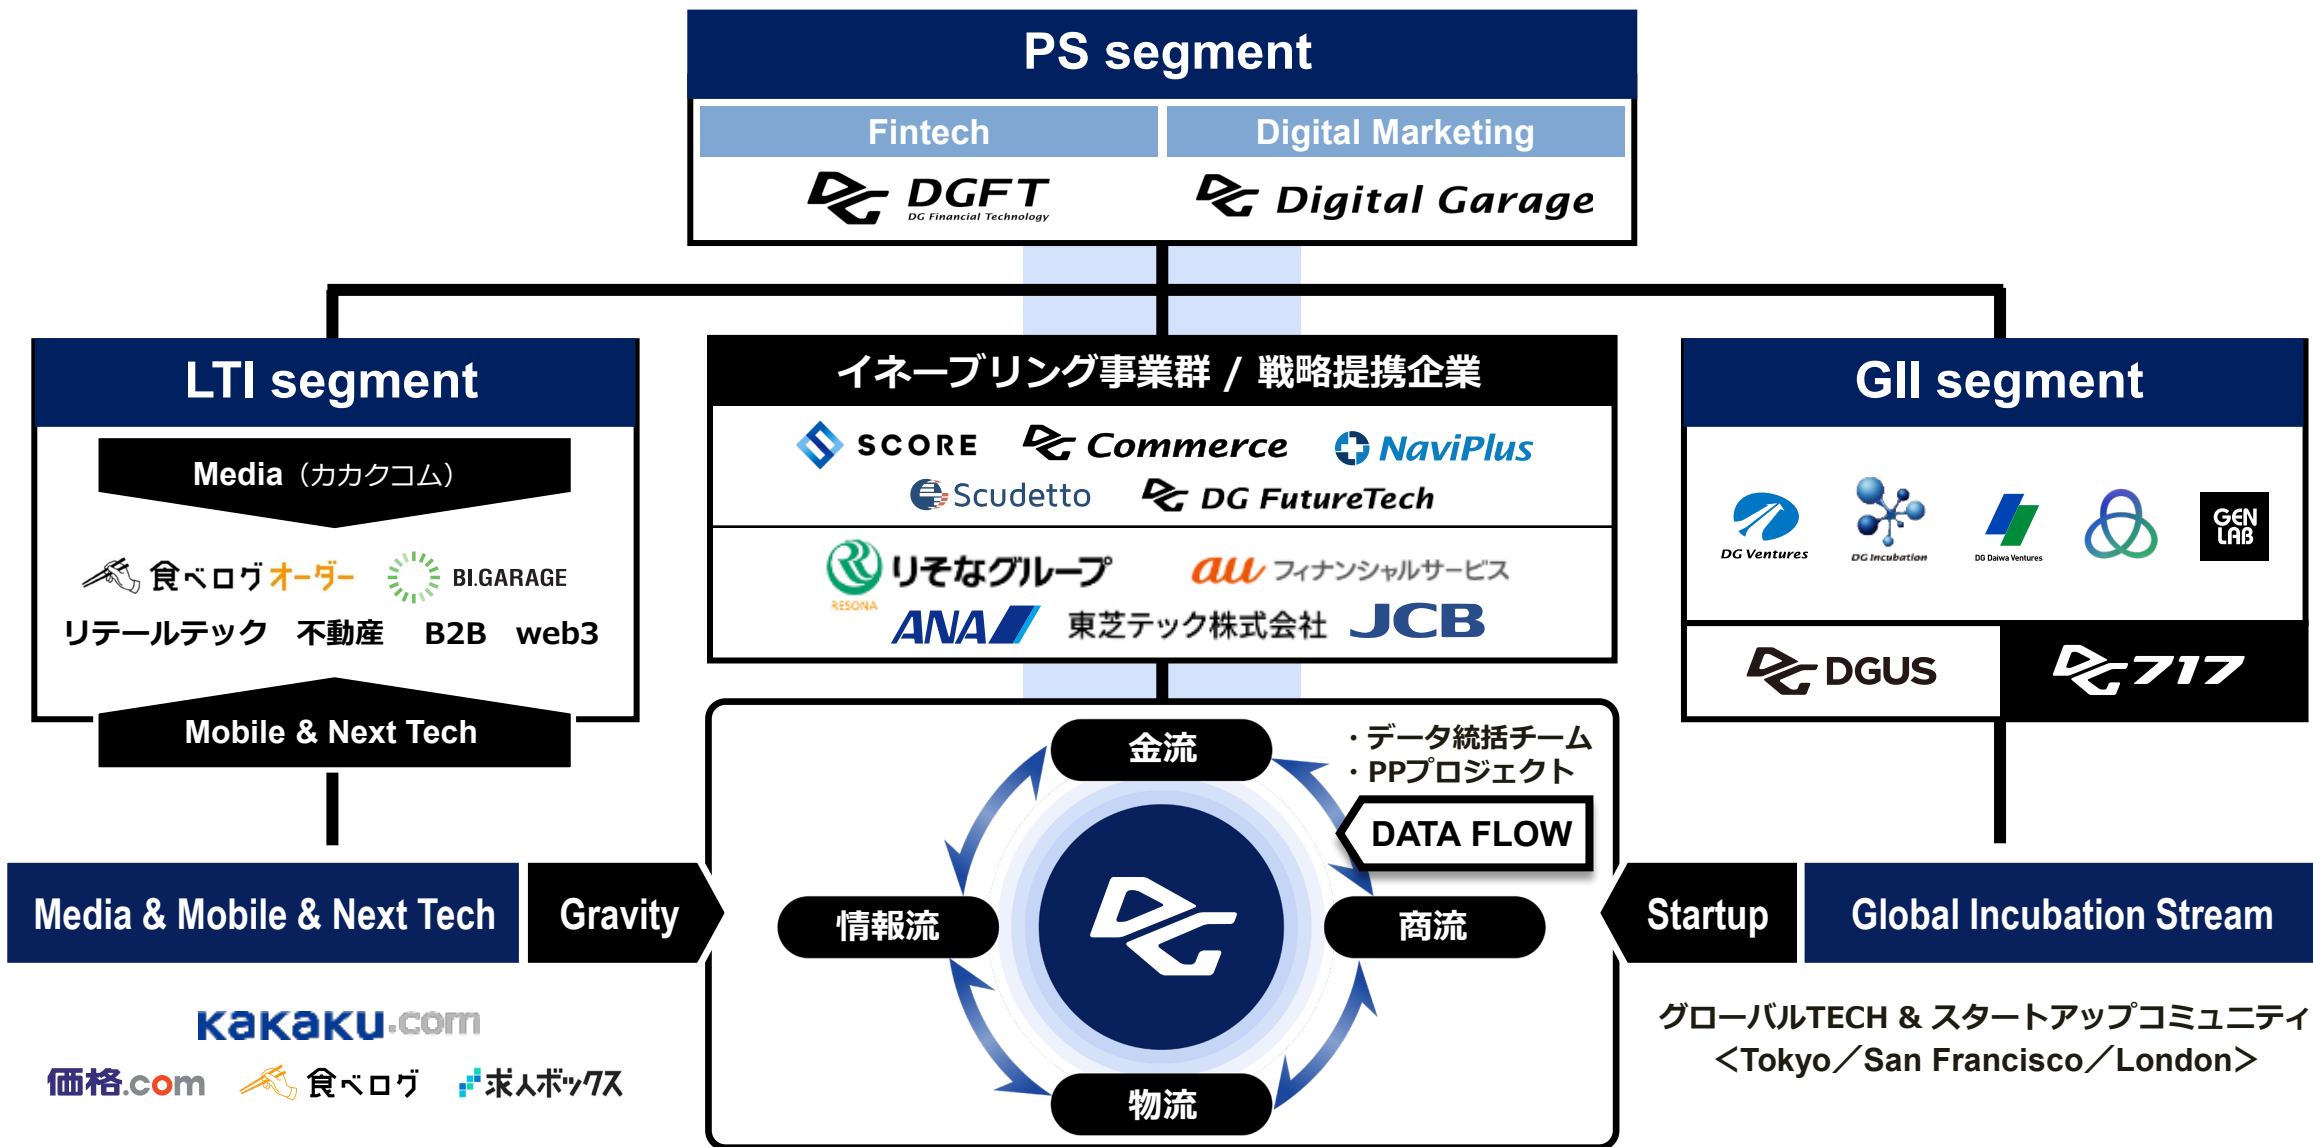 PS segment
Fintech
Digital Marketing
DG DGFT
DG Financial Technology
DG Digital Garage
LTI segment
Media（カカクコム）
食べログオーダー
BI.GARAGE
リテールテック 不動産 B2B web3
Mobile & Next Tech
イネーブリング事業群 / 戦略提携企業
SCORE
DG Commerce
NaviPlus
Scudetto
DG DG FutureTech
りそなグループ
RESONA
au フィナンシャルサービス
ANA
東芝テック株式会社
JCB
GII segment
DG Ventures
DG Incubation
DG Daiwa Ventures
GEN
LAB
DG DGUS
DG 717
金流
・データ統括チーム
・PPプロジェクト
DATA FLOW
情報流
DG
商流
物流
Media & Mobile & Next Tech
Gravity
Startup
Global Incubation Stream
kakaku.com
価格.com
食べログ
求人ボックス
グローバルTECH & スタートアップコミュニティ
＜Tokyo／San Francisco／London＞